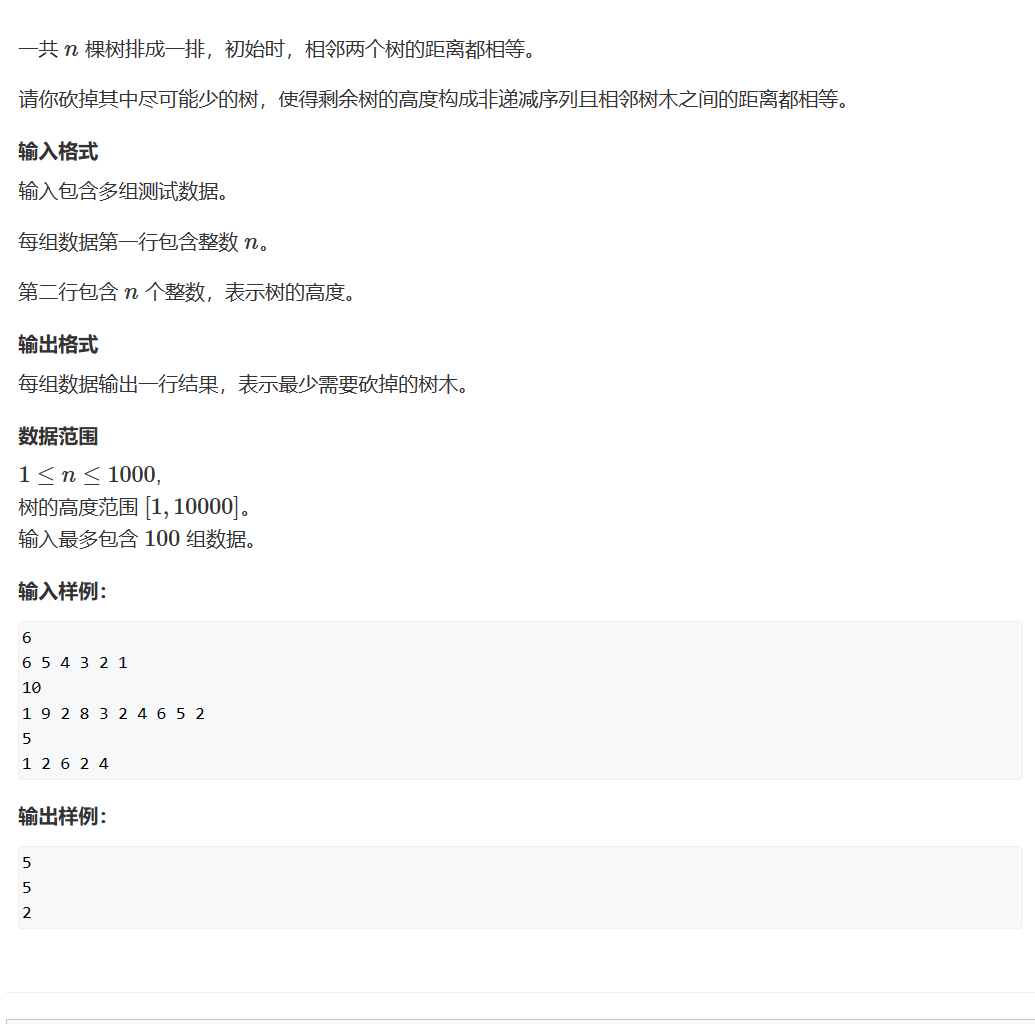 一共 n 棵树排成一排，初始时，相邻两个树的距离都相等。
请你砍掉其中尽可能少的树，使得剩余树的高度构成非递减序列且相邻树木之间的距离都相等。
输入格式
输入包含多组测试数据。
每组数据第一行包含整数 n。
第二行包含 n 个整数，表示树的高度。
输出格式
每组数据输出一行结果，表示最少需要砍掉的树木。
数据范围
1 ≤ n ≤ 1000,
树的高度范围 [1, 10000]。
输入最多包含 100 组数据。
输入样例：
6
6 5 4 3 2 1
10
1 9 2 8 3 2 4 6 5 2
5
1 2 6 2 4
输出样例：
5
5
2